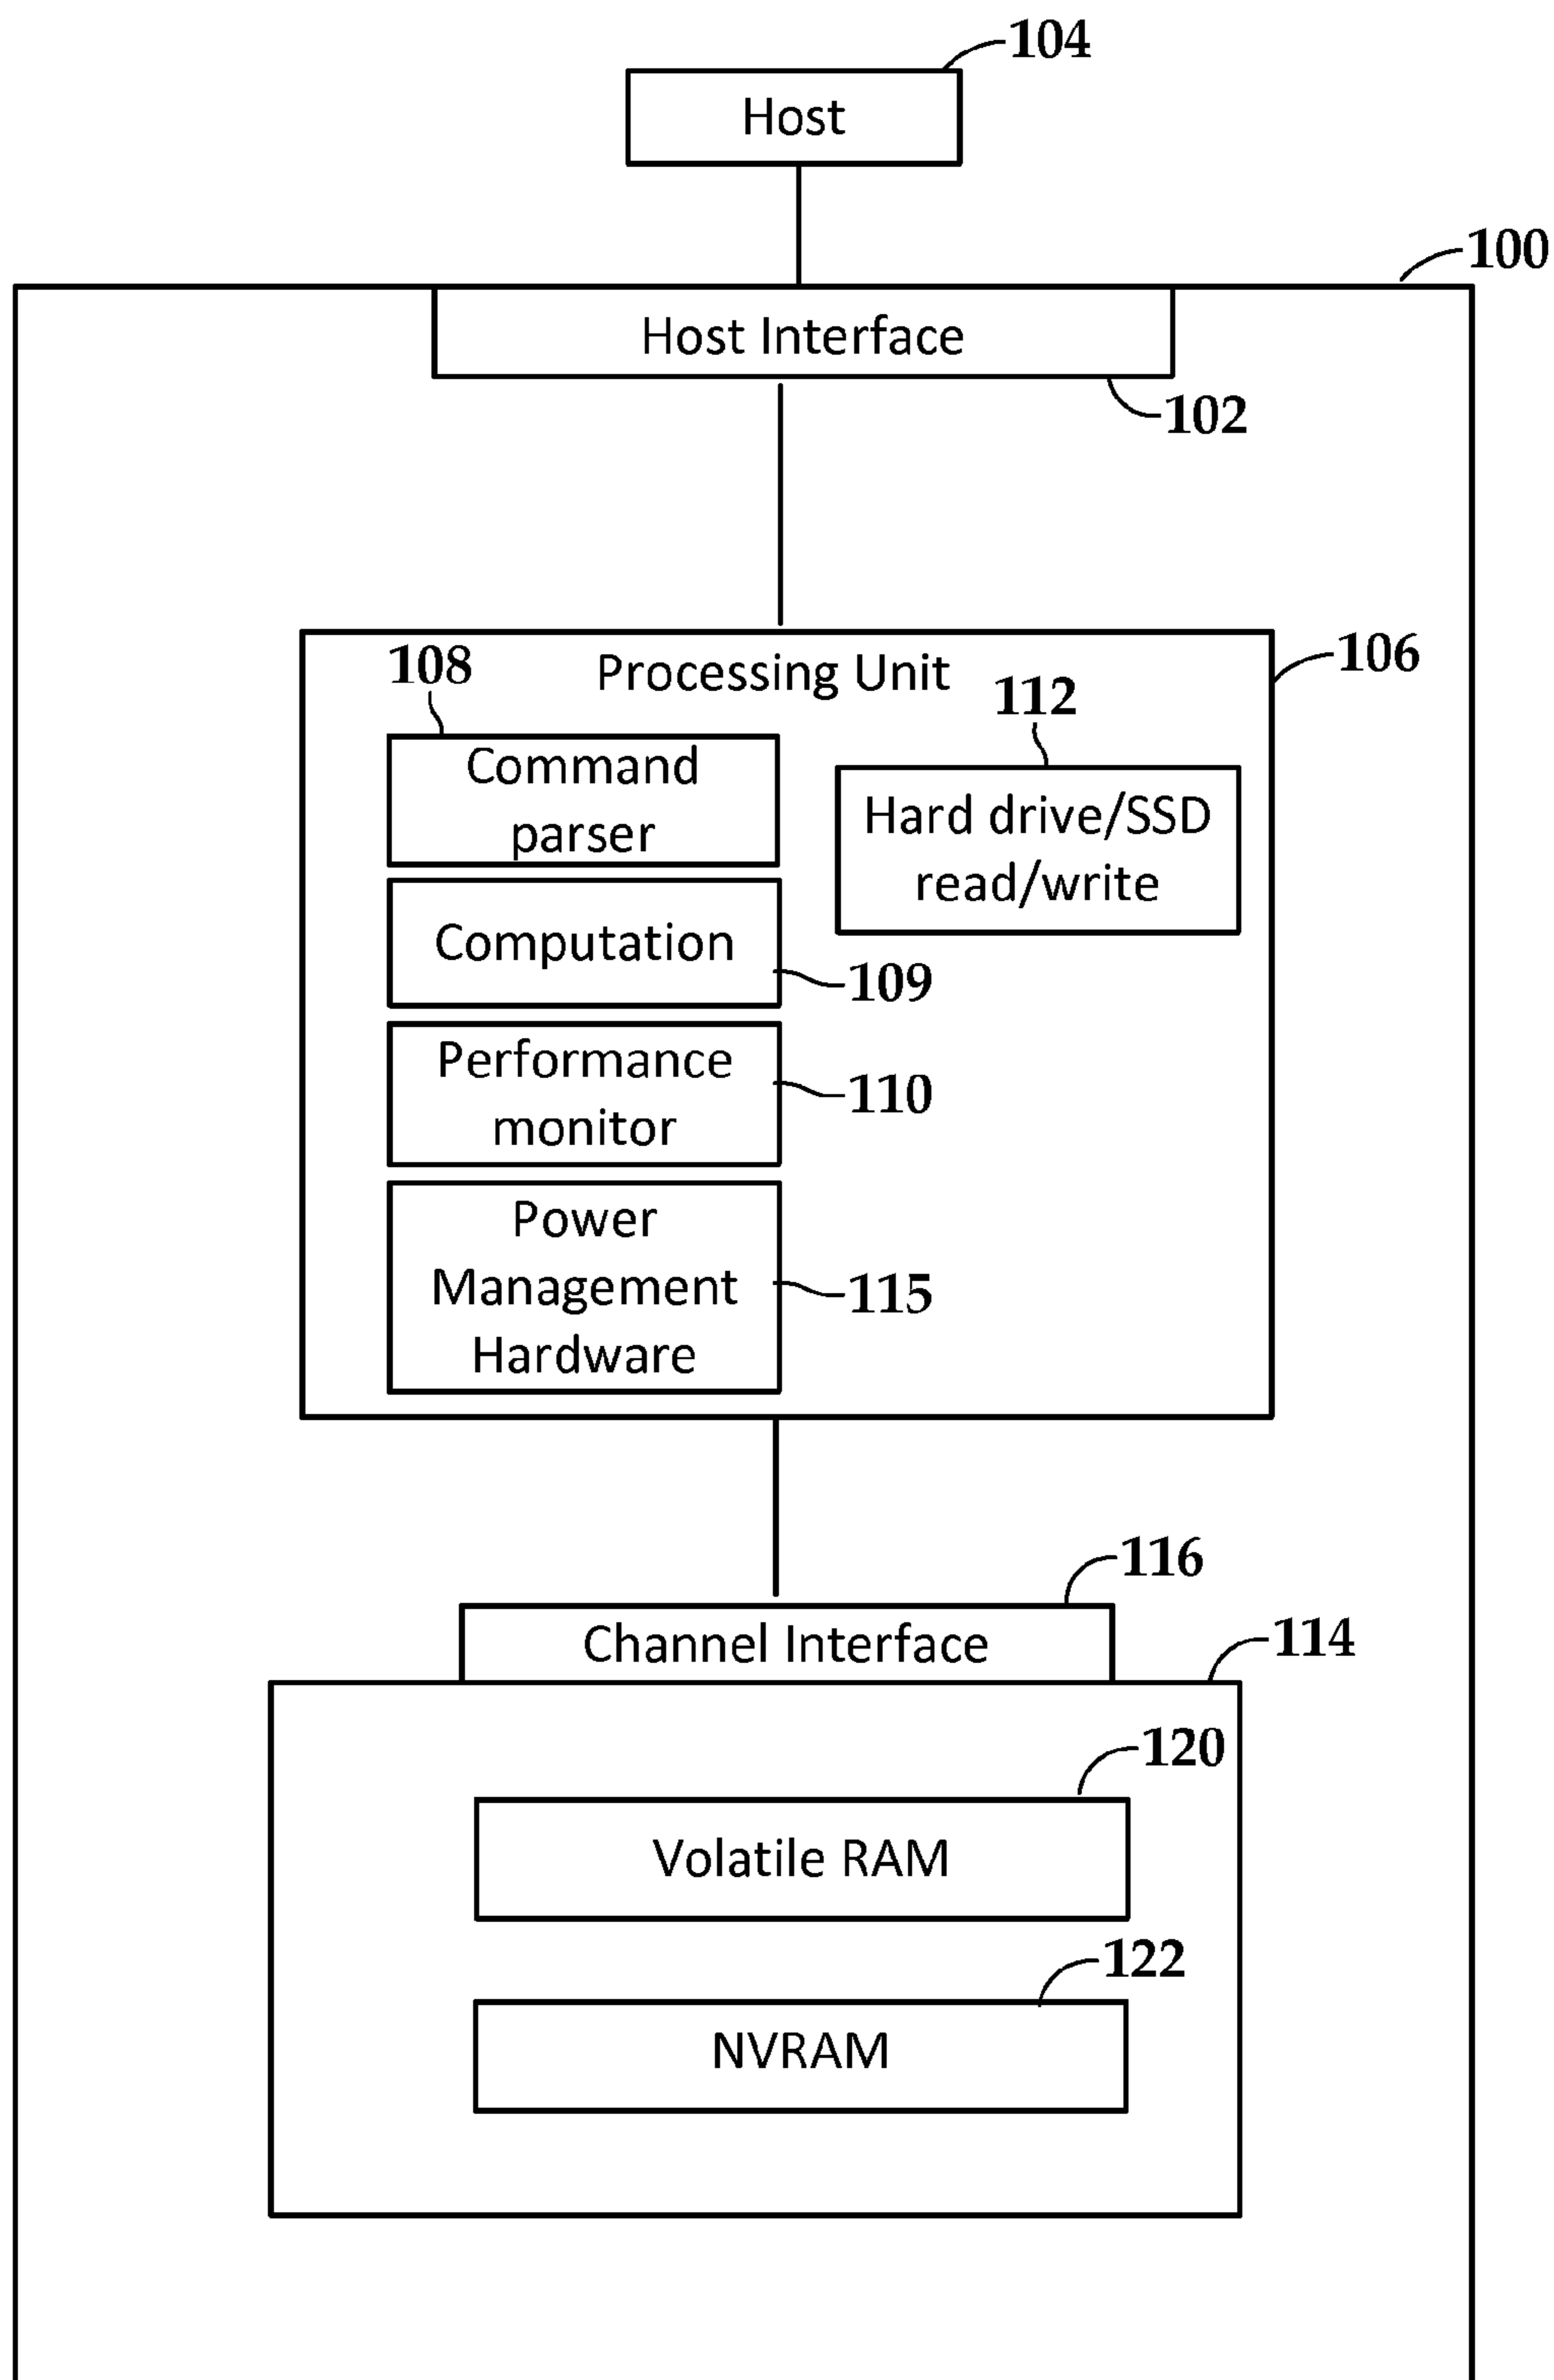 104
Host
100
Host Interface
102
106
108
Processing Unit
112
Command
parser
Hard drive/SSD
read/write
Computation
109
Performance
monitor
110
Power
Management
Hardware
115
116
Channel Interface
114
120
Volatile RAM
122
NVRAM